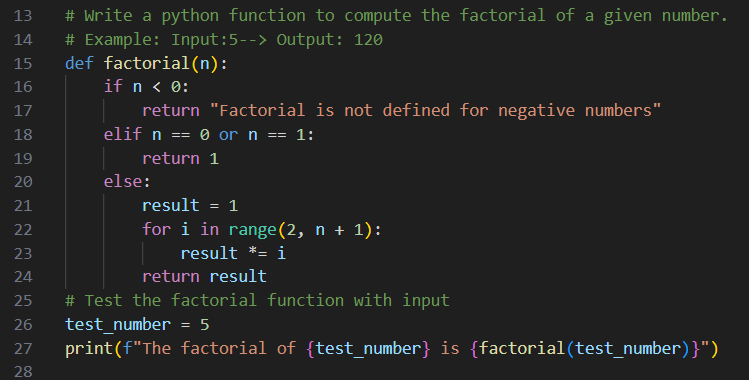 13 # Write a python function to compute the factorial of a given number.
14 # Example: Input:5--> Output: 120
15 def factorial(n):
16     if n < 0:
17         return "Factorial is not defined for negative numbers"
18     elif n == 0 or n == 1:
19         return 1
20     else:
21         result = 1
22         for i in range(2, n + 1):
23             result *= i
24         return result
25 # Test the factorial function with input
26 test_number = 5
27 print(f"The factorial of {test_number} is {factorial(test_number)}")
28